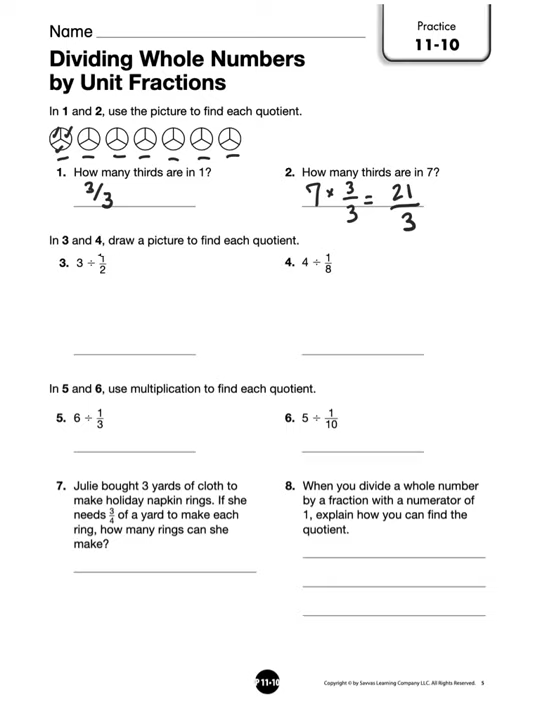 Name
Practice
11-10
Dividing Whole Numbers
by Unit Fractions
In 1 and 2, use the picture to find each quotient.
1. How many thirds are in 1?
3/3
2. How many thirds are in 7?
7 × 3/3 = 21/3
In 3 and 4, draw a picture to find each quotient.
3. 3 ÷ 1/2
4. 4 ÷ 1/8
In 5 and 6, use multiplication to find each quotient.
5. 6 ÷ 1/3
6. 5 ÷ 1/10
7. Julie bought 3 yards of cloth to
make holiday napkin rings. If she
needs 3/4 of a yard to make each
ring, how many rings can she
make?
8. When you divide a whole number
by a fraction with a numerator of
1, explain how you can find the
quotient.
P 11-10
Copyright © by Savvas Learning Company LLC. All Rights Reserved. 5